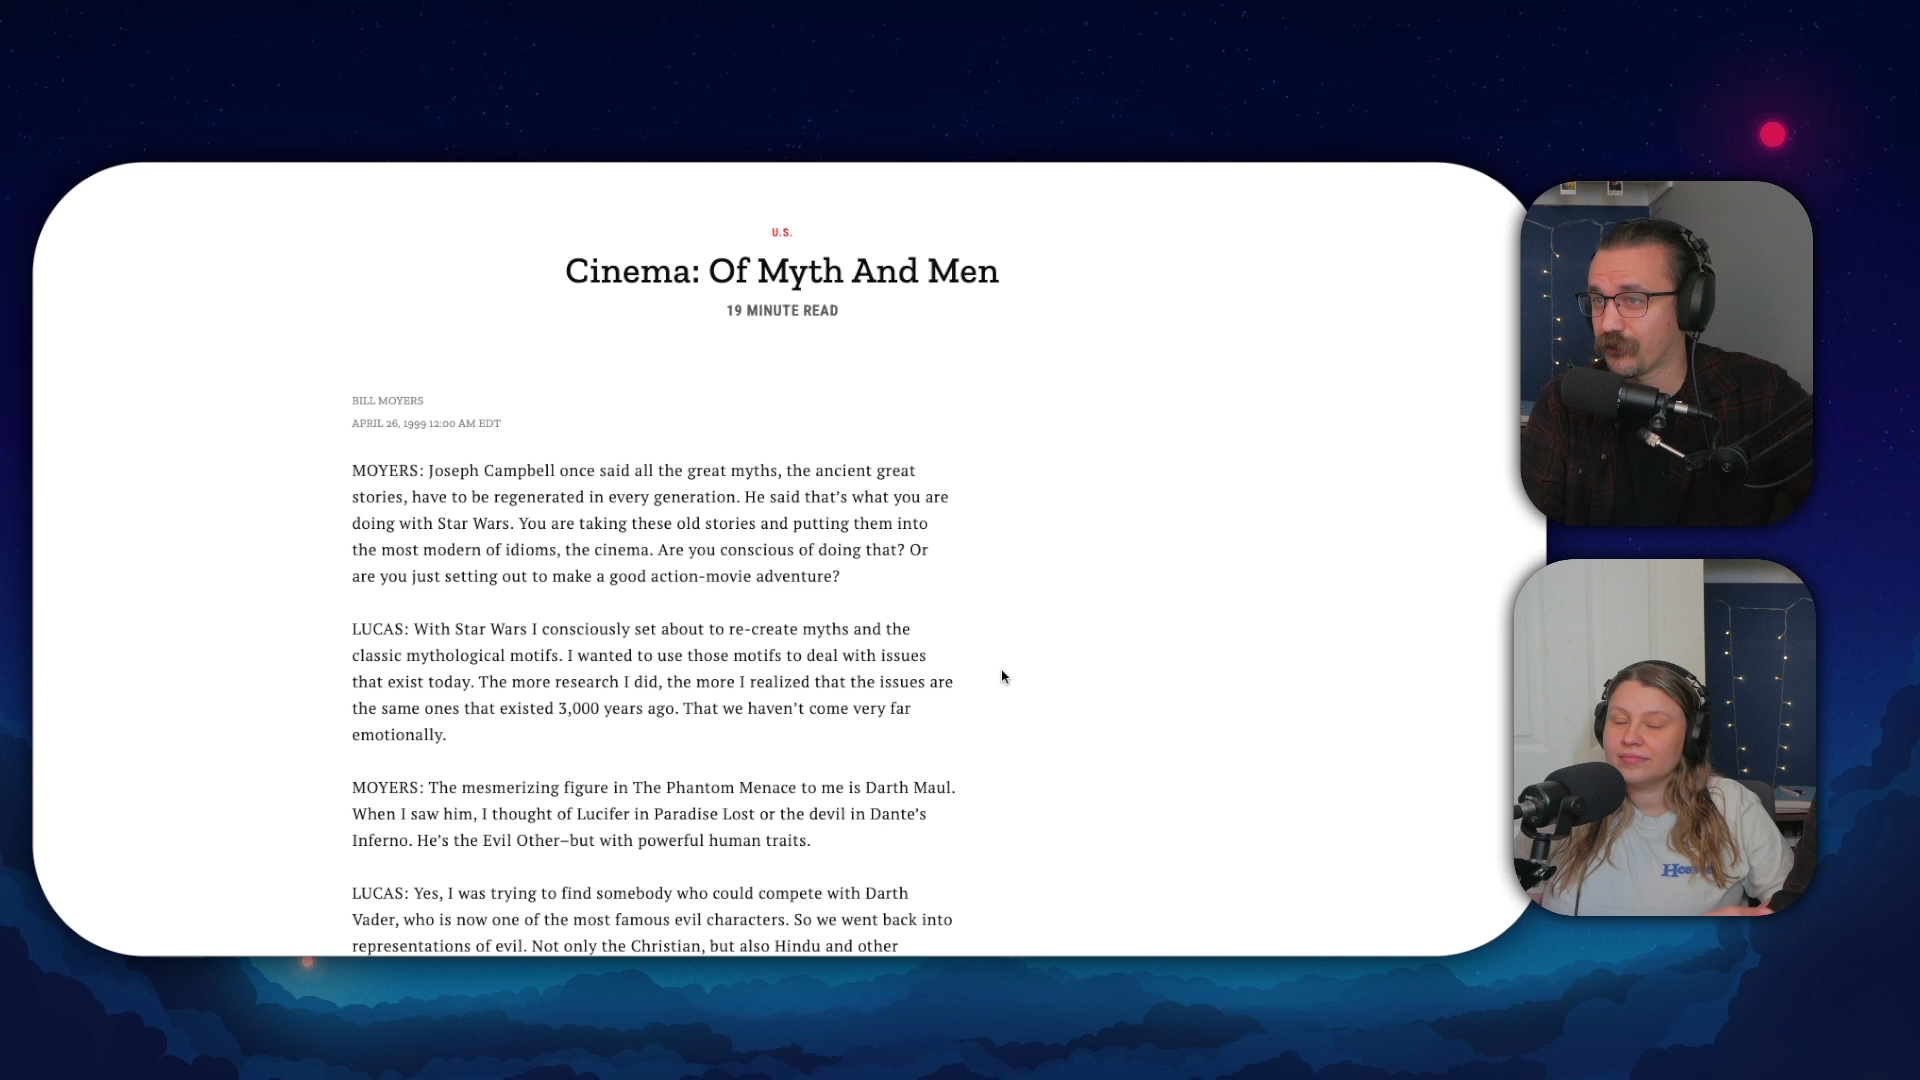 U.S.
Cinema: Of Myth And Men
19 MINUTE READ
BILL MOYERS
APRIL 26, 1999 12:00 AM EDT
MOYERS: Joseph Campbell once said all the great myths, the ancient great
stories, have to be regenerated in every generation. He said that’s what you are
doing with Star Wars. You are taking these old stories and putting them into
the most modern of idioms, the cinema. Are you conscious of doing that? Or
are you just setting out to make a good action-movie adventure?
LUCAS: With Star Wars I consciously set about to re-create myths and the
classic mythological motifs. I wanted to use those motifs to deal with issues
that exist today. The more research I did, the more I realized that the issues are
the same ones that existed 3,000 years ago. That we haven’t come very far
emotionally.
MOYERS: The mesmerizing figure in The Phantom Menace to me is Darth Maul.
When I saw him, I thought of Lucifer in Paradise Lost or the devil in Dante’s
Inferno. He’s the Evil Other–but with powerful human traits.
LUCAS: Yes, I was trying to find somebody who could compete with Darth
Vader, who is now one of the most famous evil characters. So we went back into
representations of evil. Not only the Christian, but also Hindu and other